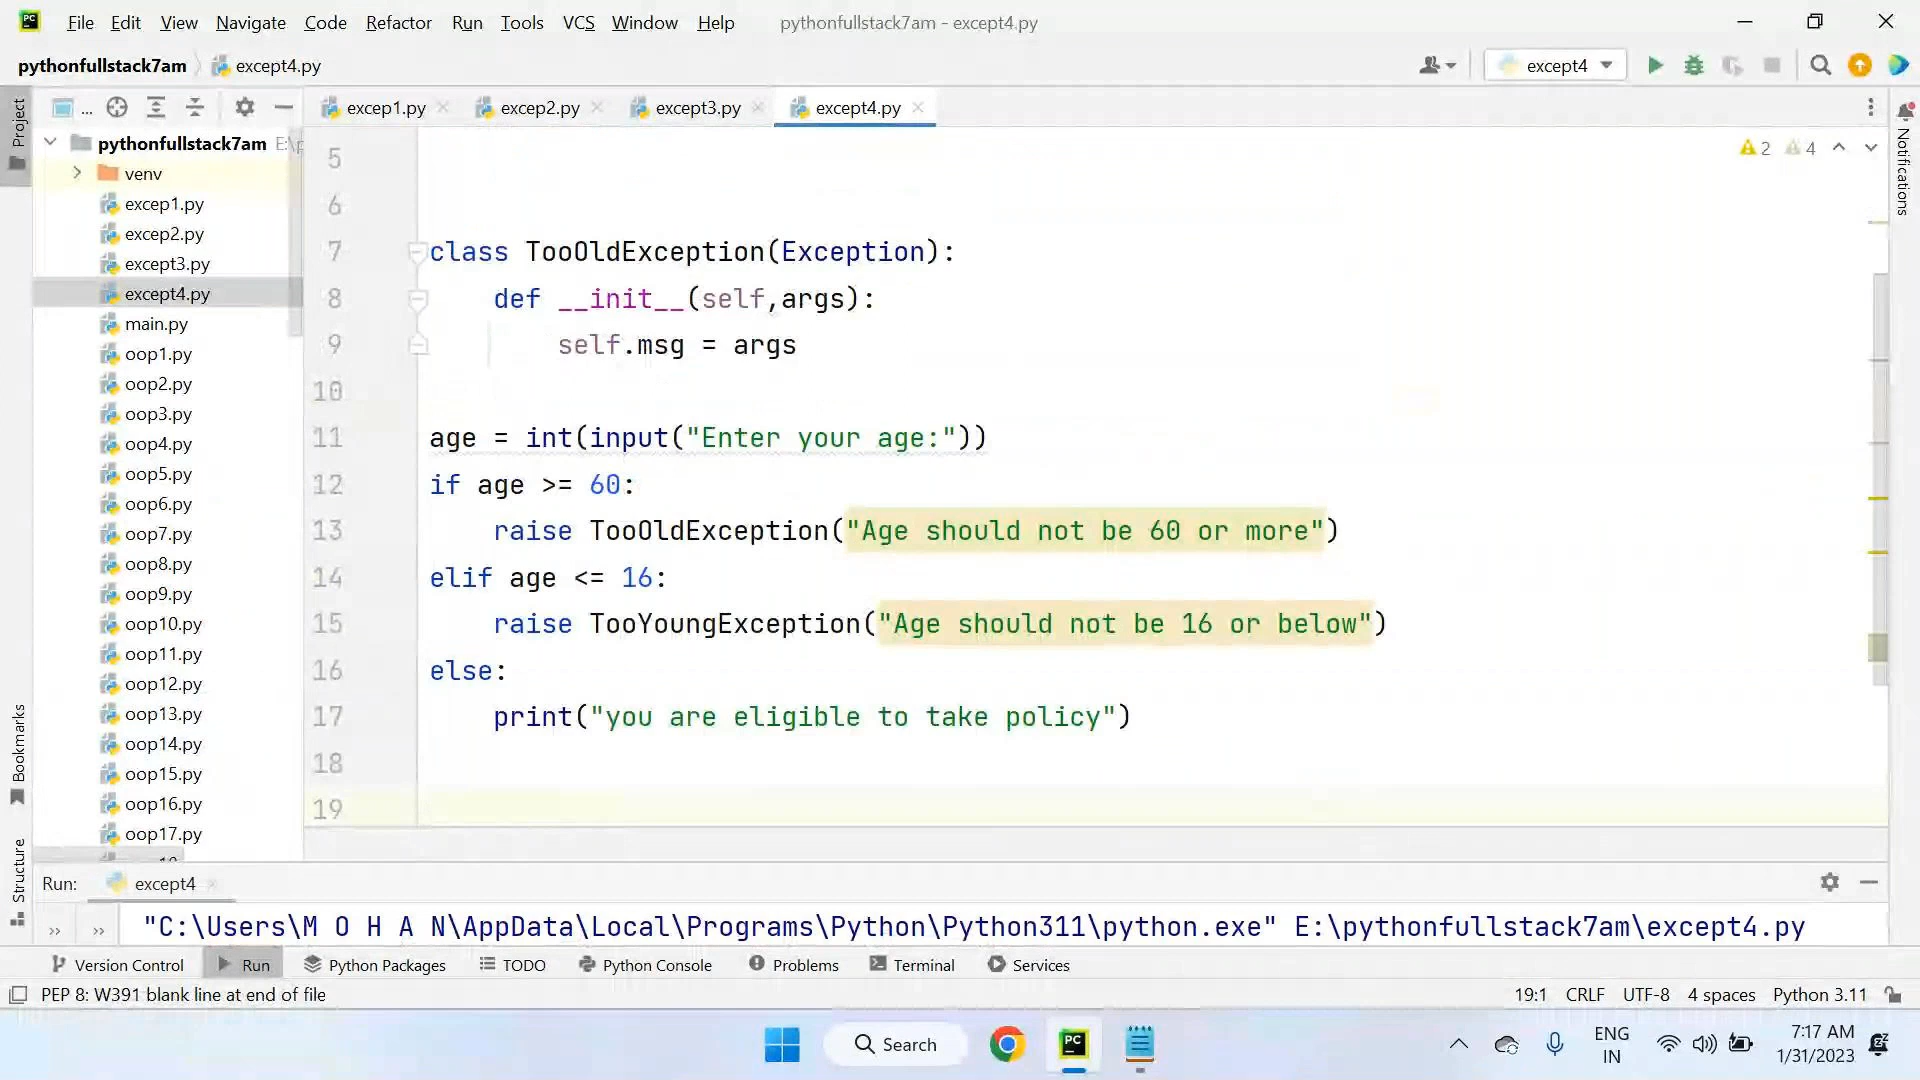 File Edit View Navigate Code Refactor Run Tools VCS Window Help pythonfullstack7am - except4.py
pythonfullstack7am except4.py except4
Project ... excep1.py excep2.py except3.py except4.py
Notifications
2 4
pythonfullstack7am E:\p
venv
excep1.py
excep2.py
except3.py
except4.py
main.py
oop1.py
oop2.py
oop3.py
oop4.py
oop5.py
oop6.py
oop7.py
oop8.py
oop9.py
oop10.py
oop11.py
oop12.py
oop13.py
oop14.py
oop15.py
oop16.py
oop17.py
5
6
7 class TooOldException(Exception):
8 def __init__(self,args):
9 self.msg = args
10
11 age = int(input("Enter your age:"))
12 if age >= 60:
13 raise TooOldException("Age should not be 60 or more")
14 elif age <= 16:
15 raise TooYoungException("Age should not be 16 or below")
16 else:
17 print("you are eligible to take policy")
18
19
Bookmarks
Structure
Run: except4
"C:\Users\M O H A N\AppData\Local\Programs\Python\Python311\python.exe" E:\pythonfullstack7am\except4.py
Version Control Run Python Packages TODO Python Console Problems Terminal Services
PEP 8: W391 blank line at end of file 19:1 CRLF UTF-8 4 spaces Python 3.11
PC Search PC ENG
IN
7:17 AM
1/31/2023